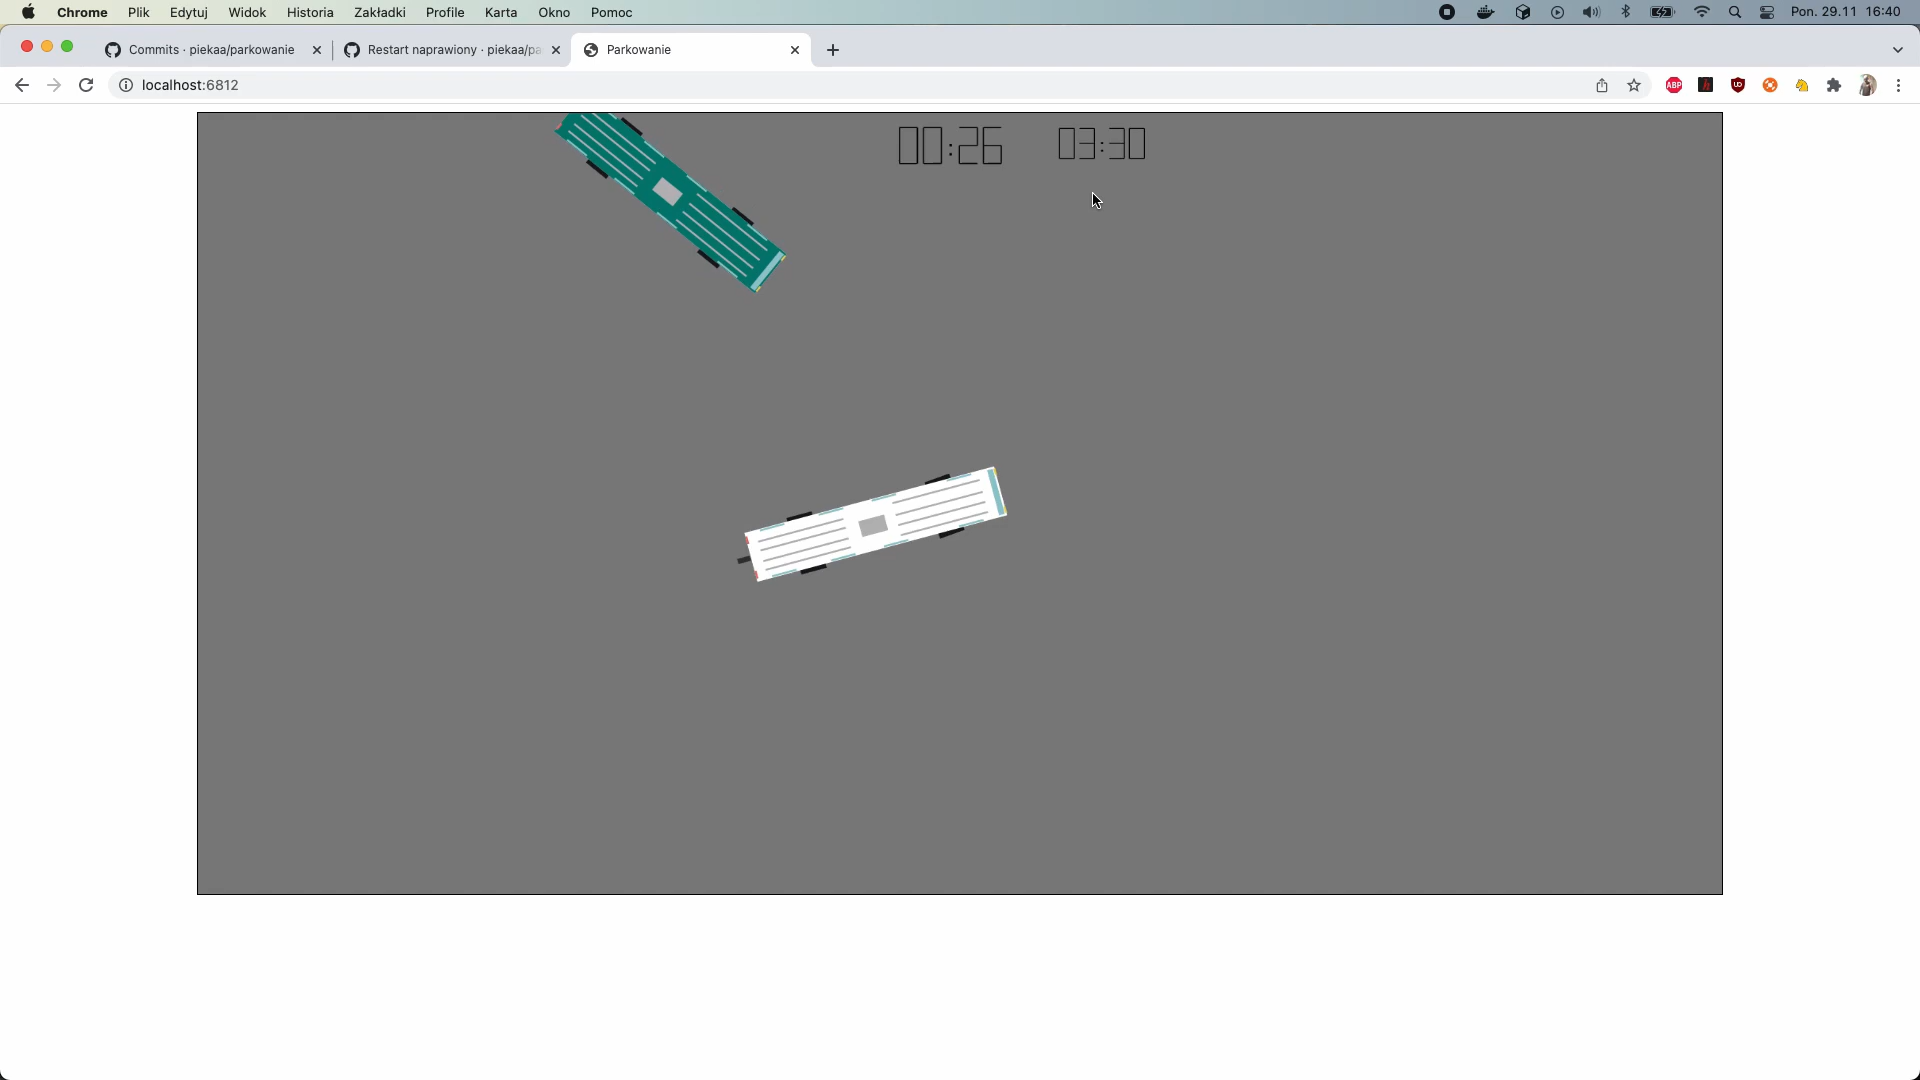 Chrome Plik Edytuj Widok Historia Zakładki Profile Karta Okno Pomoc Pon. 29.11 16:40
Commits · piekaa/parkowanie Restart naprawiony · piekaa/pa Parkowanie
localhost:6812 ABP
00:26 03:30